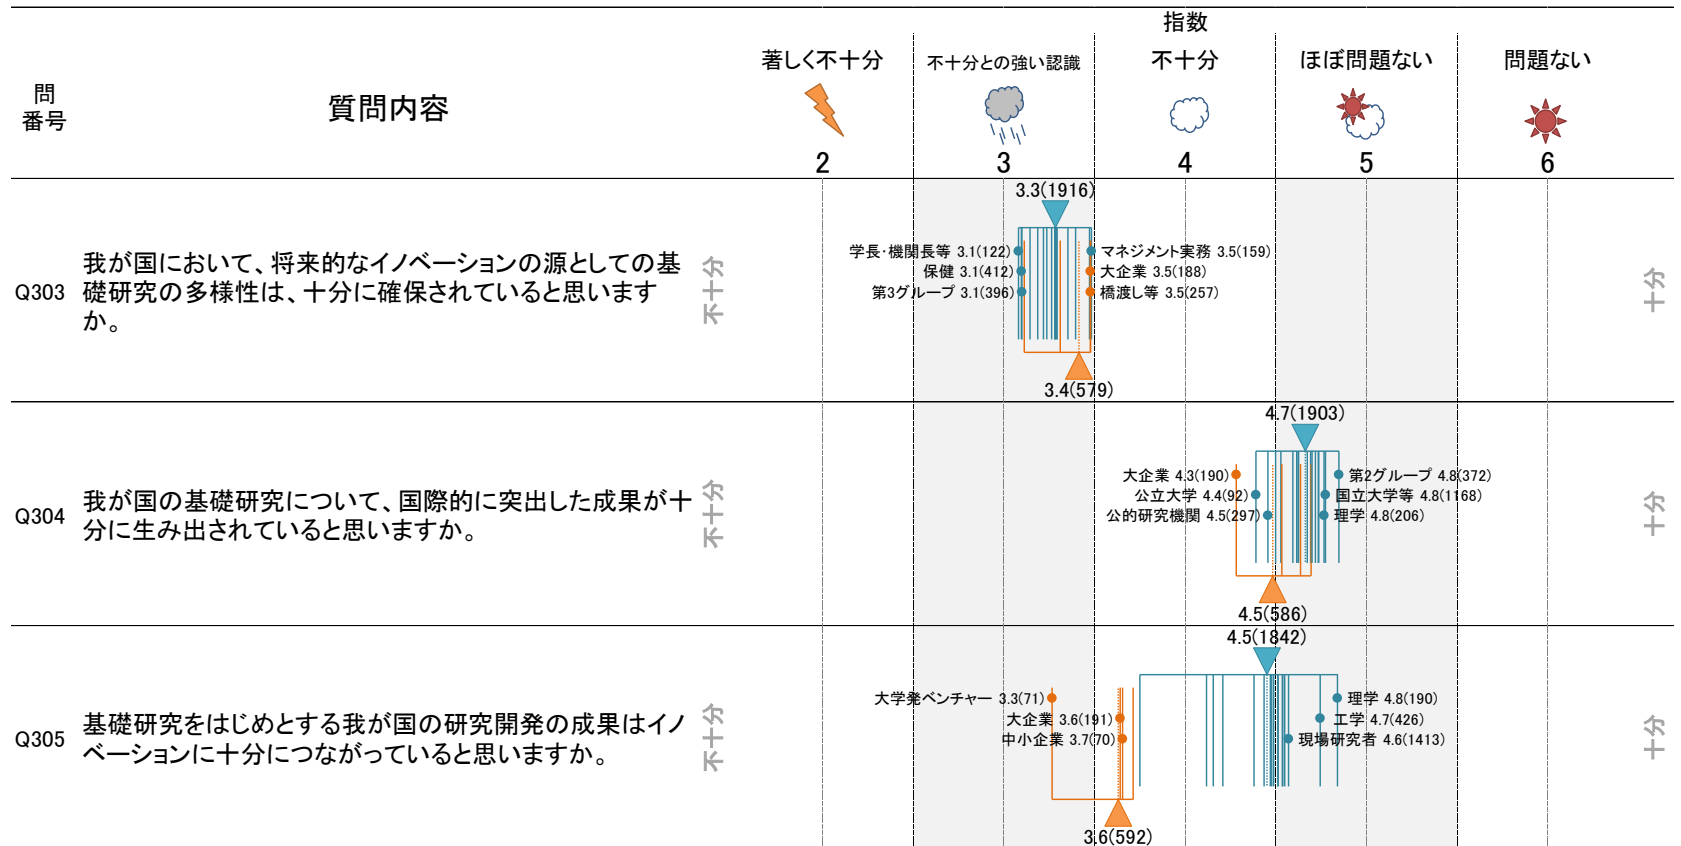 指数
著しく不十分
不十分との強い認識
不十分
ほぼ問題ない
問題ない
問
番号
質問内容
2
3
4
5
6
Q303
我が国において、将来的なイノベーションの源としての基
礎研究の多様性は、十分に確保されていると思います
か。
不十分
3.3(1916)
学長・機関長等 3.1(122)
保健 3.1(412)
第3グループ 3.1(396)
マネジメント実務 3.5(159)
大企業 3.5(188)
橋渡し等 3.5(257)
3.4(579)
十分
Q304
我が国の基礎研究について、国際的に突出した成果が十
分に生み出されていると思いますか。
不十分
4.7(1903)
大企業 4.3(190)
公立大学 4.4(92)
公的研究機関 4.5(297)
第2グループ 4.8(372)
国立大学等 4.8(1168)
理学 4.8(206)
4.5(586)
十分
Q305
基礎研究をはじめとする我が国の研究開発の成果はイノ
ベーションに十分につながっていると思いますか。
不十分
4.5(1842)
大学発ベンチャー 3.3(71)
大企業 3.6(191)
中小企業 3.7(70)
理学 4.8(190)
工学 4.7(426)
現場研究者 4.6(1413)
3.6(592)
十分